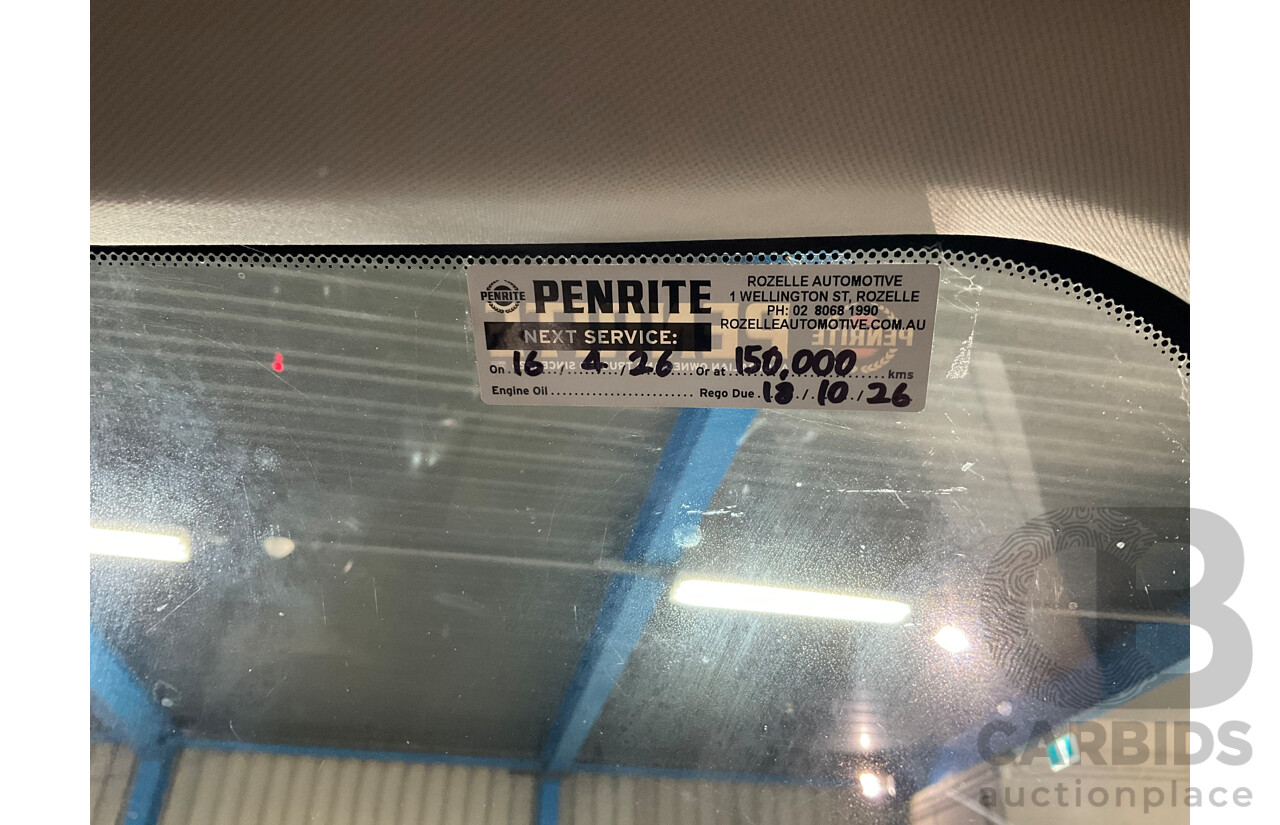 PENRITE PENRITE
ROZELLE AUTOMOTIVE
1 WELLINGTON ST, ROZELLE
PH: 02 8068 1990
ROZELLEAUTOMOTIVE.COM.AU
NEXT SERVICE:
On 16 / 4 / 26 Or at 150,000 kms
Engine Oil Rego Due 18 / 10 / 26
CARBIDS
auctionplace